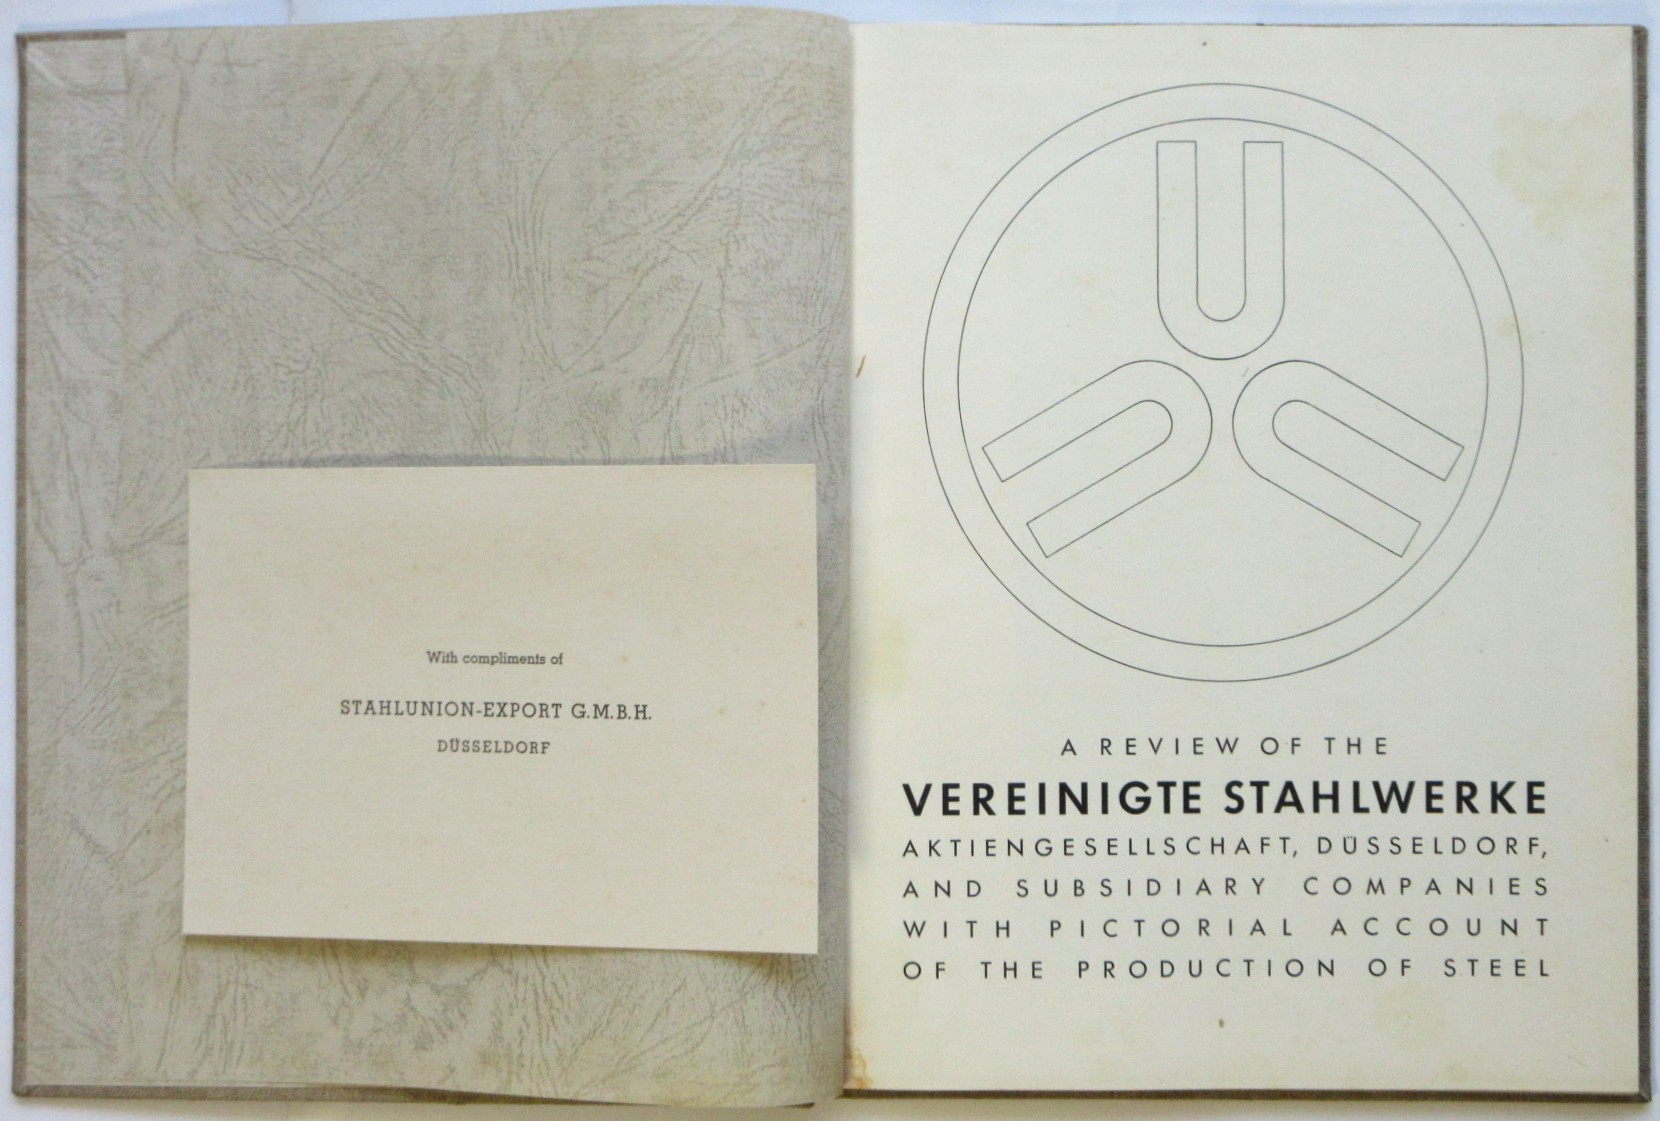 With compliments of
STAHLUNION-EXPORT G.M.B.H.
DÜSSELDORF
A REVIEW OF THE
VEREINIGTE STAHLWERKE
AKTIENGESELLSCHAFT, DÜSSELDORF,
AND SUBSIDIARY COMPANIES
WITH PICTORIAL ACCOUNT
OF THE PRODUCTION OF STEEL